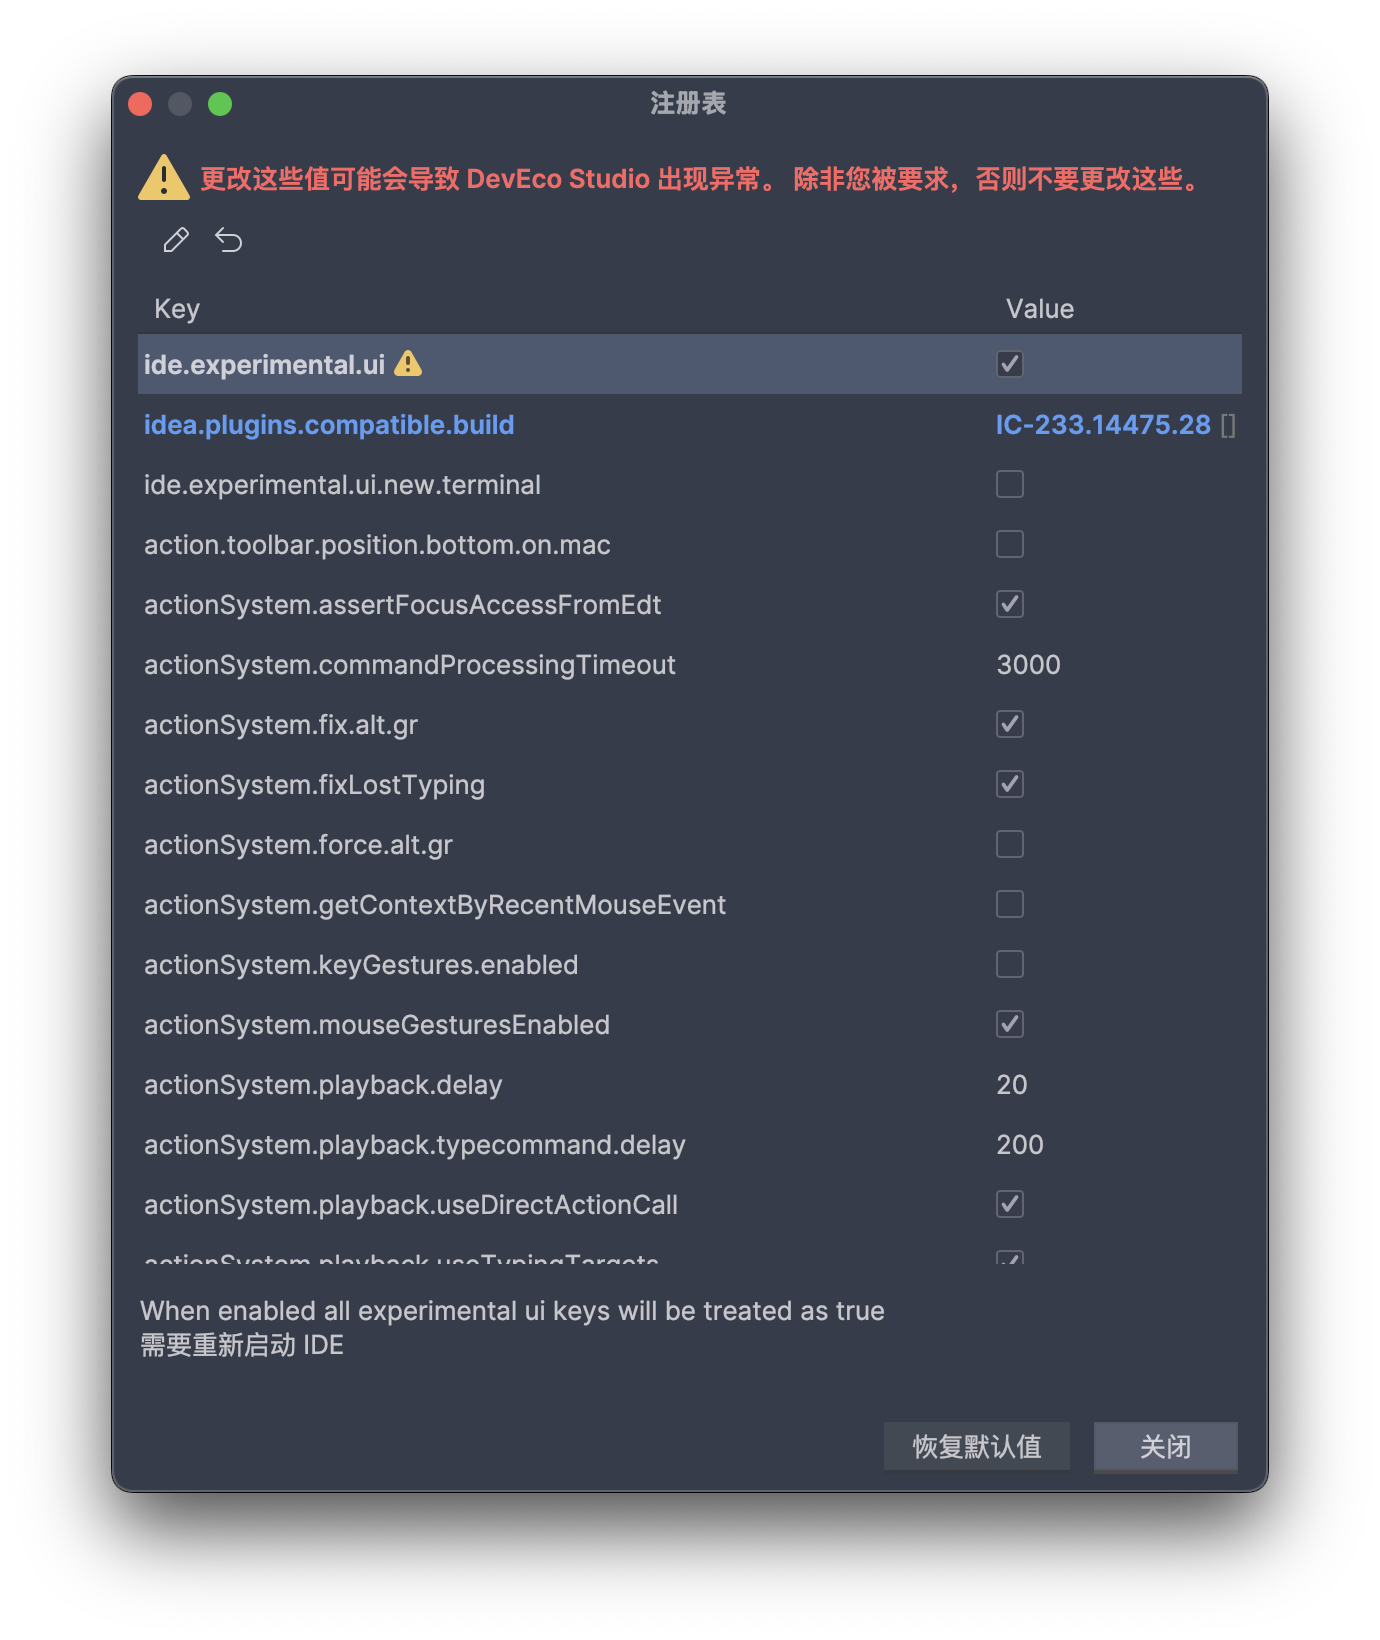 注册表
更改这些值可能会导致 DevEco Studio 出现异常。 除非您被要求，否则不要更改这些。
Key Value
ide.experimental.ui
idea.plugins.compatible.build IC-233.14475.28 []
ide.experimental.ui.new.terminal
action.toolbar.position.bottom.on.mac
actionSystem.assertFocusAccessFromEdt
actionSystem.commandProcessingTimeout 3000
actionSystem.fix.alt.gr
actionSystem.fixLostTyping
actionSystem.force.alt.gr
actionSystem.getContextByRecentMouseEvent
actionSystem.keyGestures.enabled
actionSystem.mouseGesturesEnabled
actionSystem.playback.delay 20
actionSystem.playback.typecommand.delay 200
actionSystem.playback.useDirectActionCall
actionSystem.playback.useTypingTargets
When enabled all experimental ui keys will be treated as true
需要重新启动 IDE
恢复默认值 关闭